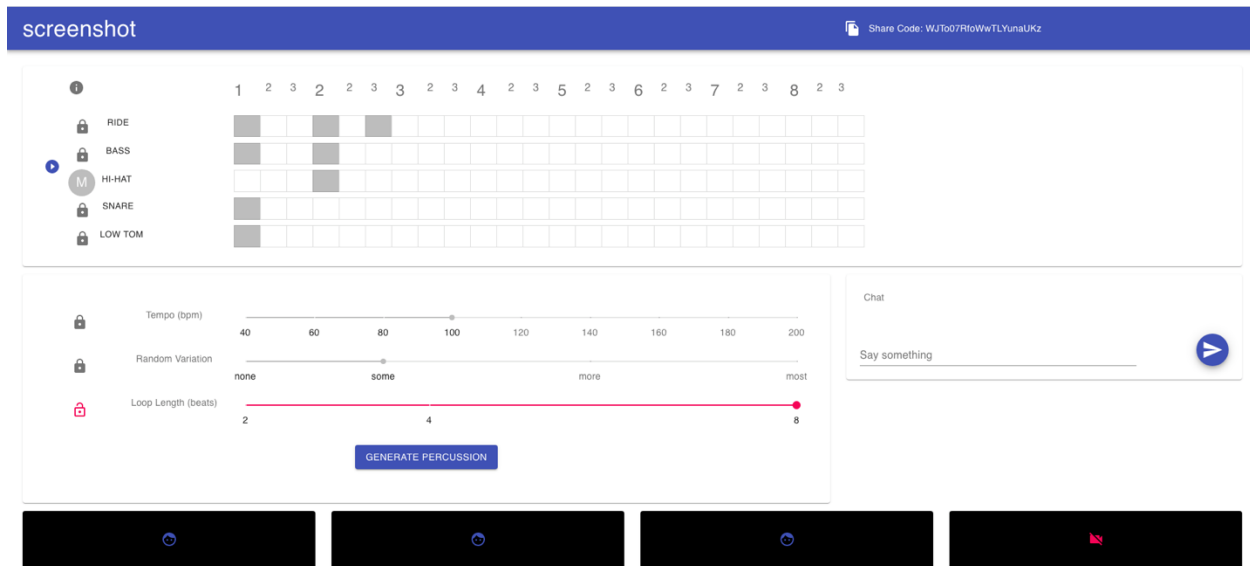 screenshot
Share Code: WJTo07RfoWwTLYunaUKz
1 2 3 2 2 3 3 2 3 4 2 3 5 2 3 6 2 3 7 2 3 8 2 3
RIDE
BASS
M HI-HAT
SNARE
LOW TOM
Tempo (bpm)
40 60 80 100 120 140 160 180 200
Random Variation
none some more most
Loop Length (beats)
2 4 8
GENERATE PERCUSSION
Chat
Say something